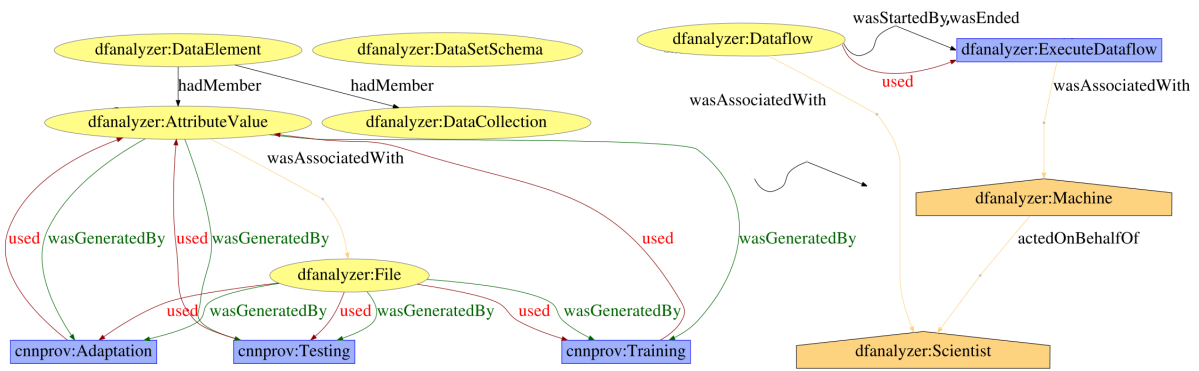 wasStartedBy,wasEnded
dfanalyzer:DataElement
dfanalyzer:DataSetSchema
dfanalyzer:Dataflow
dfanalyzer:ExecuteDataflow
used
hadMember
hadMember
wasAssociatedWith
wasAssociatedWith
dfanalyzer:AttributeValue
dfanalyzer:DataCollection
wasAssociatedWith
dfanalyzer:Machine
used
wasGeneratedBy
used
wasGeneratedBy
used
wasGeneratedBy
actedOnBehalfOf
dfanalyzer:File
used
wasGeneratedBy
used
wasGeneratedBy
used
wasGeneratedBy
cnnprov:Adaptation
cnnprov:Testing
cnnprov:Training
dfanalyzer:Scientist